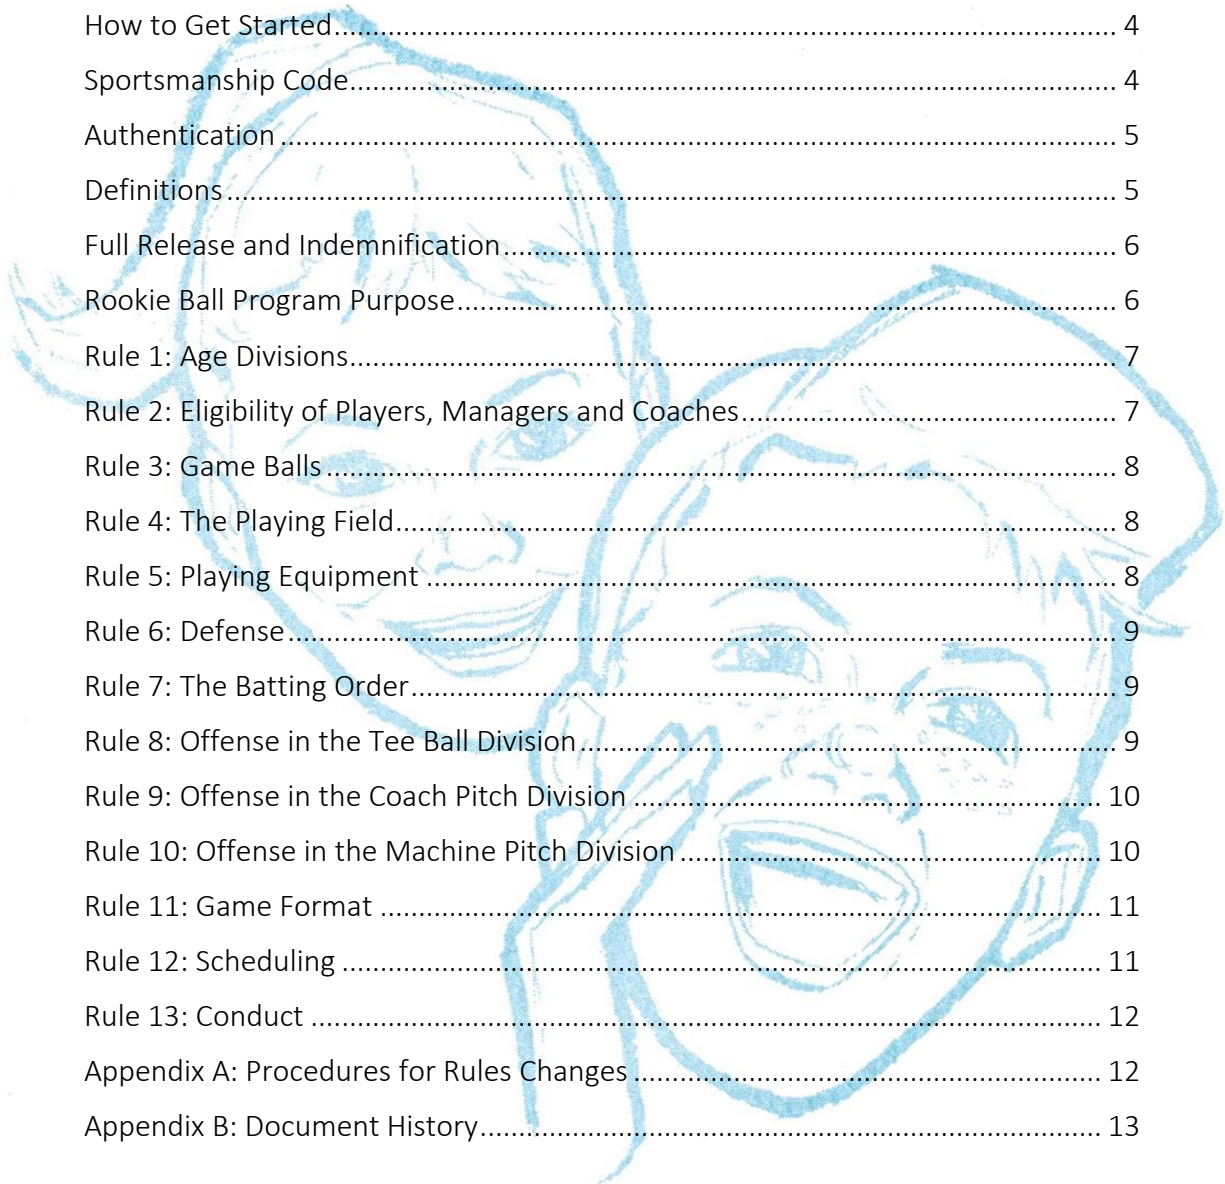 How to Get Started ........................................ 4
Sportsmanship Code ........................................ 4
Authentication ........................................ 5
Definitions ........................................ 5
Full Release and Indemnification ........................................ 6
Rookie Ball Program Purpose ........................................ 6
Rule 1: Age Divisions ........................................ 7
Rule 2: Eligibility of Players, Managers and Coaches ........................................ 7
Rule 3: Game Balls ........................................ 8
Rule 4: The Playing Field ........................................ 8
Rule 5: Playing Equipment ........................................ 8
Rule 6: Defense ........................................ 9
Rule 7: The Batting Order ........................................ 9
Rule 8: Offense in the Tee Ball Division ........................................ 9
Rule 9: Offense in the Coach Pitch Division ........................................ 10
Rule 10: Offense in the Machine Pitch Division ........................................ 10
Rule 11: Game Format ........................................ 11
Rule 12: Scheduling ........................................ 11
Rule 13: Conduct ........................................ 12
Appendix A: Procedures for Rules Changes ........................................ 12
Appendix B: Document History ........................................ 13